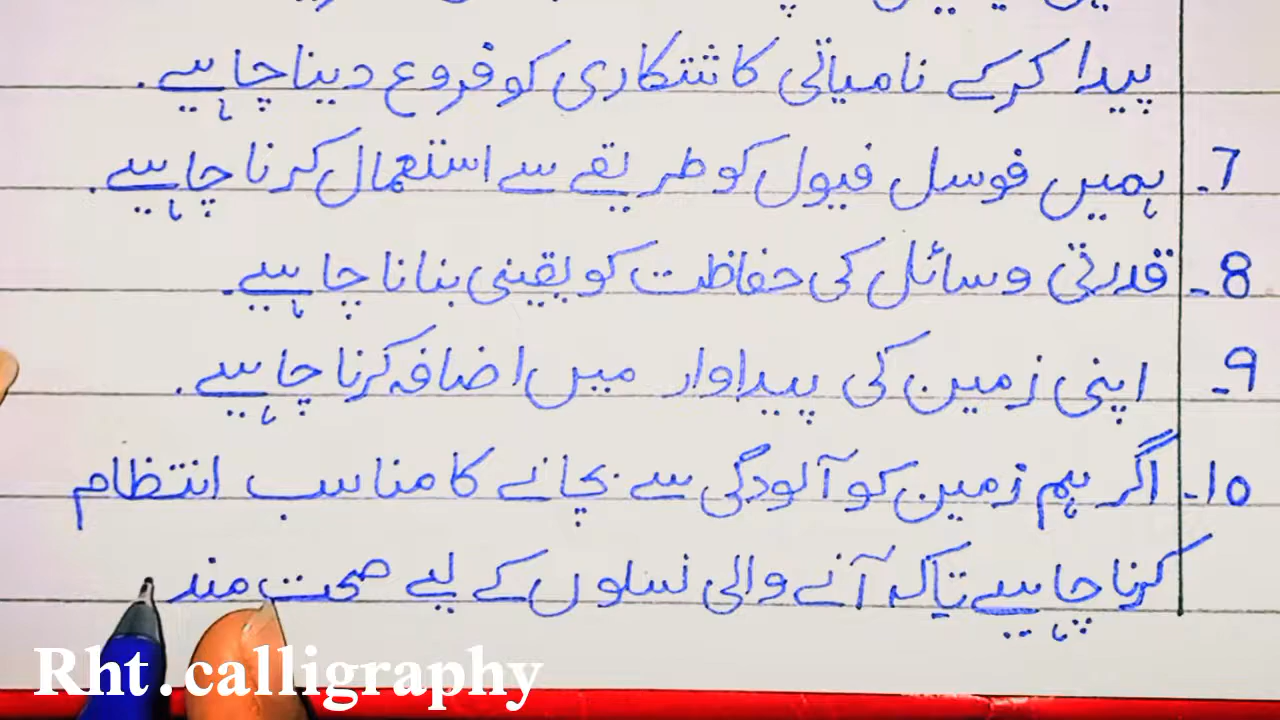 پیدا کرکے نامیاتی کاشتکاری کو فروع دینا چاہیے.
7۔ ہمیں فوسل فیول کو طریقے سے استعمال کرنا چاہیے.
8۔ قدرتی وسائل کی حفاظت کو یقینی بنانا چاہیے۔
9۔ اپنی زمین کی پیداوار میں اضافہ کرنا چاہیے.
10۔ اگر ہم زمین کو آلودگی سے بچانے کا مناسب انتظام
کرنا چاہیے تاکہ آنے والی نسلوں کے لیے صحت مند
Rht.calligraphy